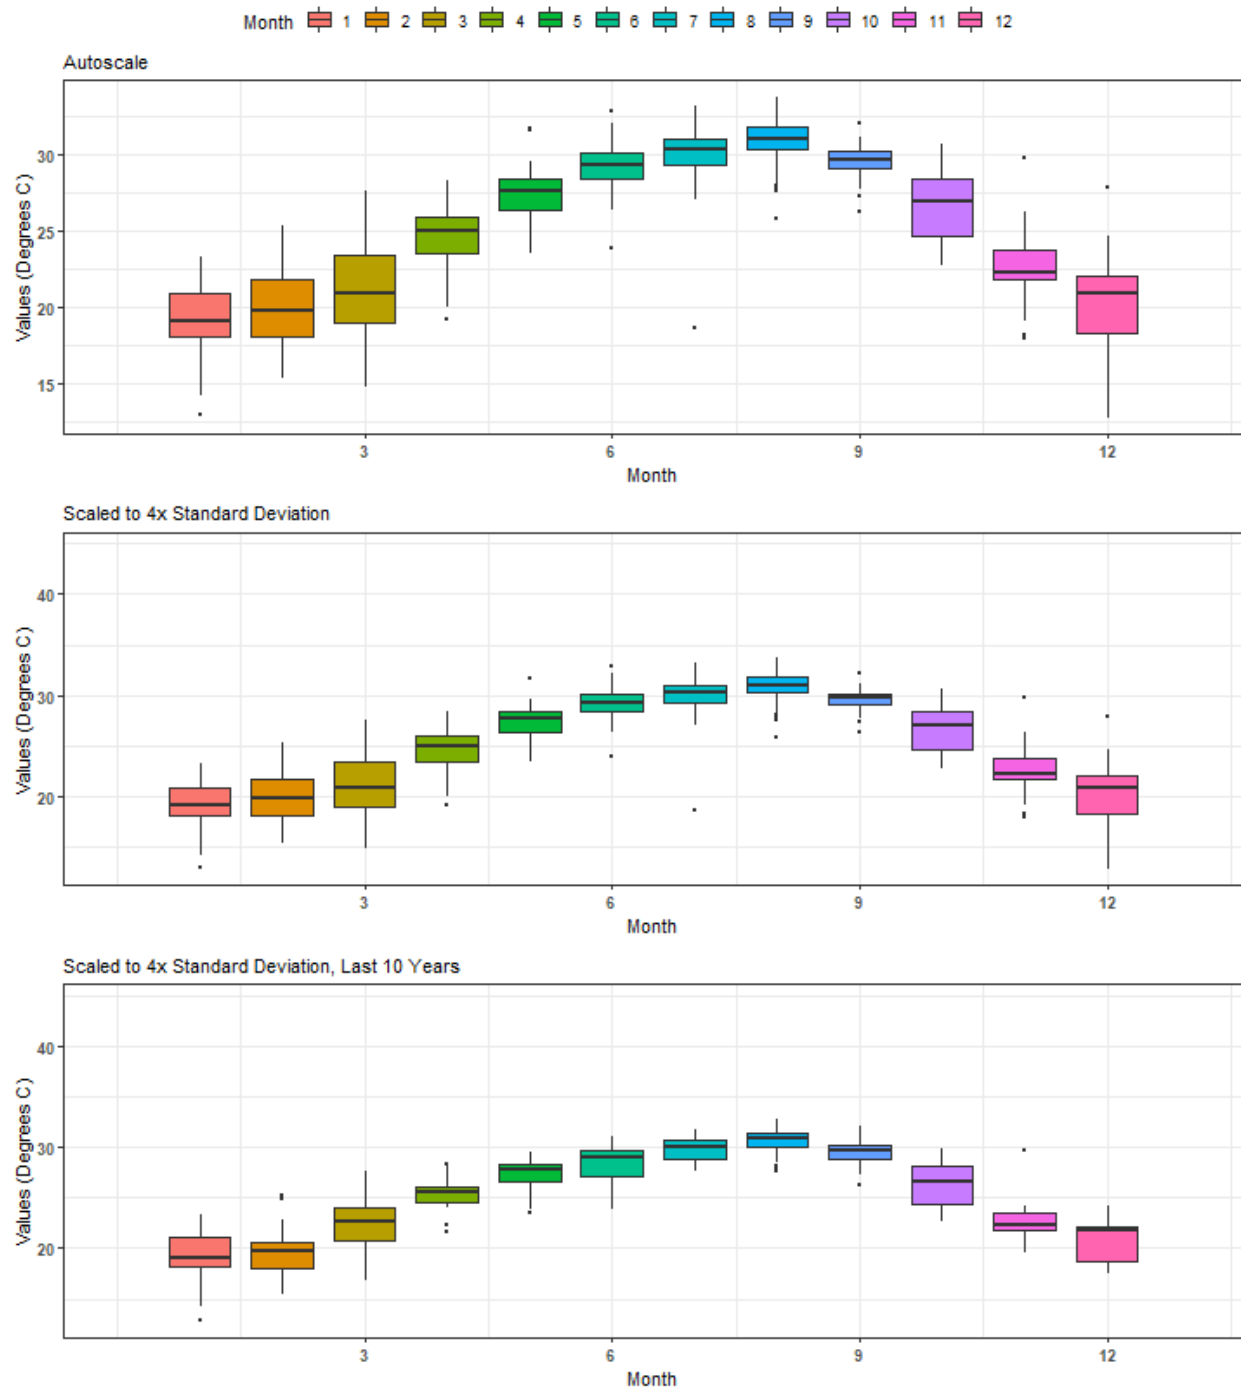 Month 1 2 3 4 5 6 7 8 9 10 11 12
Autoscale
Values (Degrees C)
30
25
20
15
3 6 9 12
Month
Scaled to 4x Standard Deviation
Values (Degrees C)
40
30
20
3 6 9 12
Month
Scaled to 4x Standard Deviation, Last 10 Years
Values (Degrees C)
40
30
20
3 6 9 12
Month